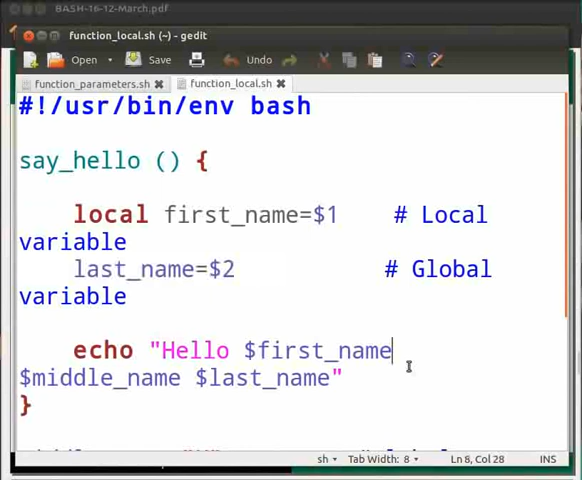 BASH-16-12-March.pdf
function_local.sh (~) - gedit
Open Save Undo
function_parameters.sh function_local.sh
#!/usr/bin/env bash
say_hello () {
local first_name=$1 # Local
variable
last_name=$2 # Global
variable
echo "Hello $first_name
$middle_name $last_name"
}
sh Tab Width: 8 Ln 8, Col 28 INS